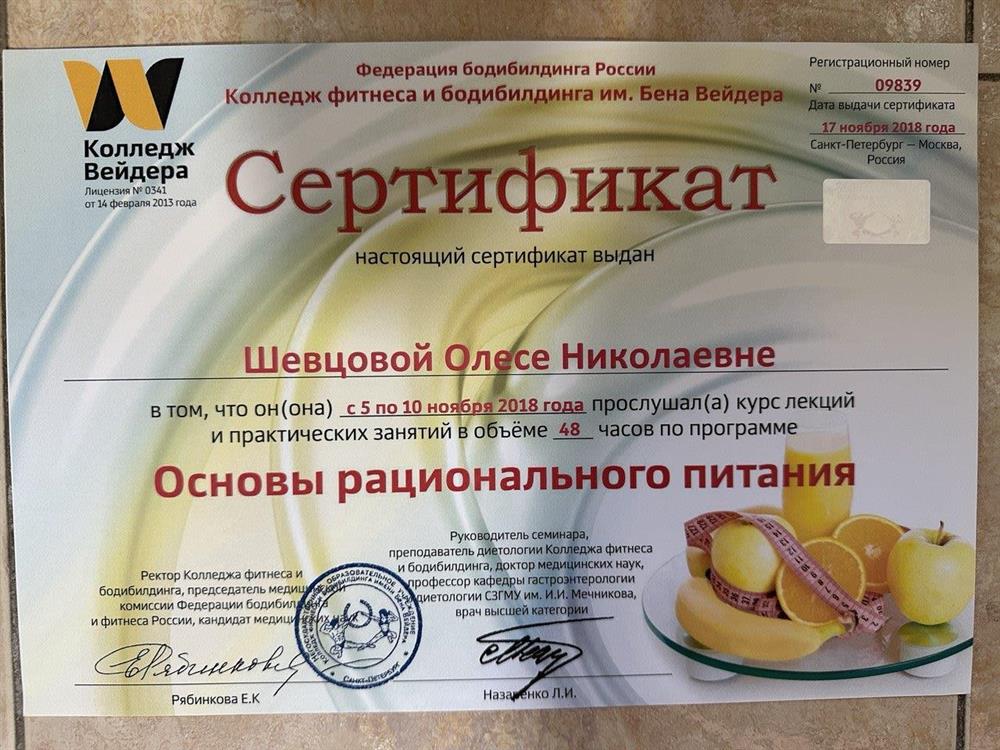 Федерация бодибилдинга России
Колледж фитнеса и бодибилдинга им. Бена Вейдера
Регистрационный номер
№ 09839
Дата выдачи сертификата
17 ноября 2018 года
Санкт-Петербург — Москва,
Россия
Колледж
Вейдера
Лицензия № 0341
от 14 февраля 2013 года
Сертификат
настоящий сертификат выдан
Шевцовой Олесе Николаевне
в том, что он(она) с 5 по 10 ноября 2018 года прослушал(а) курс лекций
и практических занятий в объёме 48 часов по программе
Основы рационального питания
Ректор Колледжа фитнеса и
бодибилдинга, председатель медицинской
комиссии Федерации бодибилдинга
и фитнеса России, кандидат медицинских наук
Рябинкова Е.К
Руководитель семинара,
преподаватель диетологии Колледжа фитнеса
и бодибилдинга, доктор медицинских наук,
профессор кафедры гастроэнтерологии
и диетологии СЗГМУ им. И.И. Мечникова,
врач высшей категории
Назаренко Л.И.
САНКТ-ПЕТЕРБУРГ